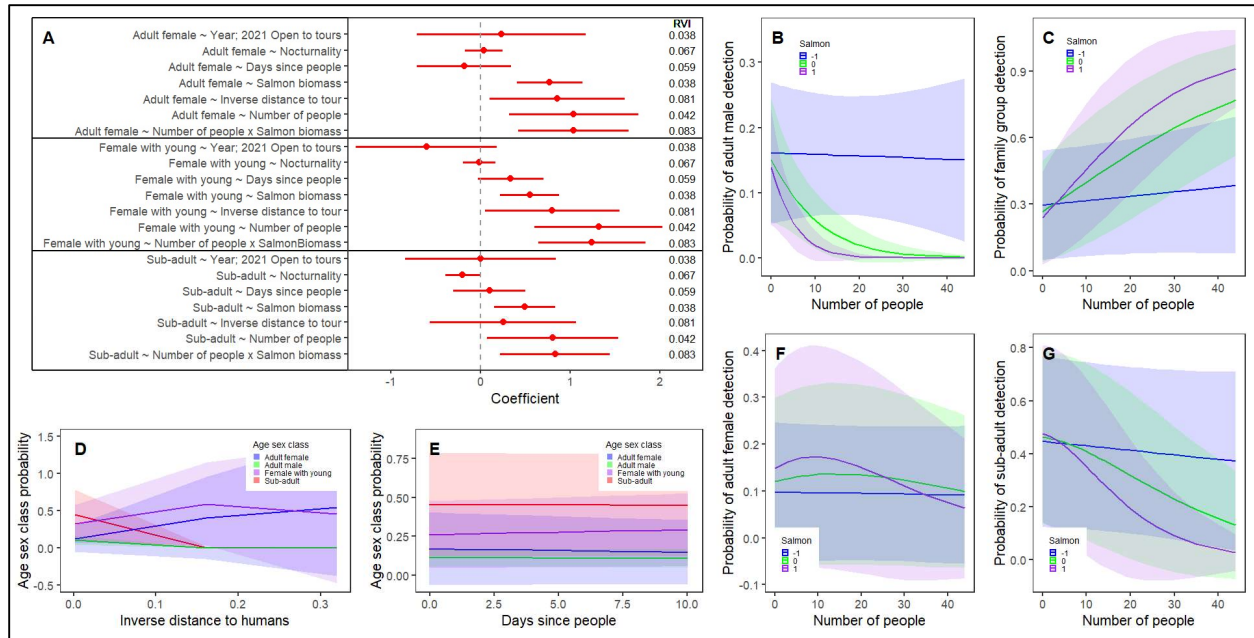 A
RVI
Adult female ~ Year; 2021 Open to tours 0.038
Adult female ~ Nocturnality 0.067
Adult female ~ Days since people 0.059
Adult female ~ Salmon biomass 0.038
Adult female ~ Inverse distance to tour 0.081
Adult female ~ Number of people 0.042
Adult female ~ Number of people x Salmon biomass 0.083
Female with young ~ Year; 2021 Open to tours 0.038
Female with young ~ Nocturnality 0.067
Female with young ~ Days since people 0.059
Female with young ~ Salmon biomass 0.038
Female with young ~ Inverse distance to tour 0.081
Female with young ~ Number of people 0.042
Female with young ~ Number of people x SalmonBiomass 0.083
Sub-adult ~ Year; 2021 Open to tours 0.038
Sub-adult ~ Nocturnality 0.067
Sub-adult ~ Days since people 0.059
Sub-adult ~ Salmon biomass 0.038
Sub-adult ~ Inverse distance to tour 0.081
Sub-adult ~ Number of people 0.042
Sub-adult ~ Number of people x Salmon biomass 0.083
-1 0 1 2
Coefficient
B
Salmon
-1
0
1
Probability of adult male detection
0.4
0.3
0.2
0.1
0.0
0 10 20 30 40
Number of people
C
Salmon
-1
0
1
Probability of family group detection
0.9
0.6
0.3
0.0
0 10 20 30 40
Number of people
D
Age sex class
Adult female
Adult male
Female with young
Sub-adult
Age sex class probability
1.5
1.0
0.5
0.0
-0.5
0.0 0.1 0.2 0.3
Inverse distance to humans
E
Age sex class
Adult female
Adult male
Female with young
Sub-adult
Age sex class probability
0.75
0.50
0.25
0.00
0.0 2.5 5.0 7.5 10.0
Days since people
F
Probability of adult female detection
0.4
0.3
0.2
0.1
0.0
-0.1
Salmon
-1
0
1
0 10 20 30 40
Number of people
G
Probability of sub-adult detection
0.8
0.6
0.4
0.2
0.0
Salmon
-1
0
1
0 10 20 30 40
Number of people